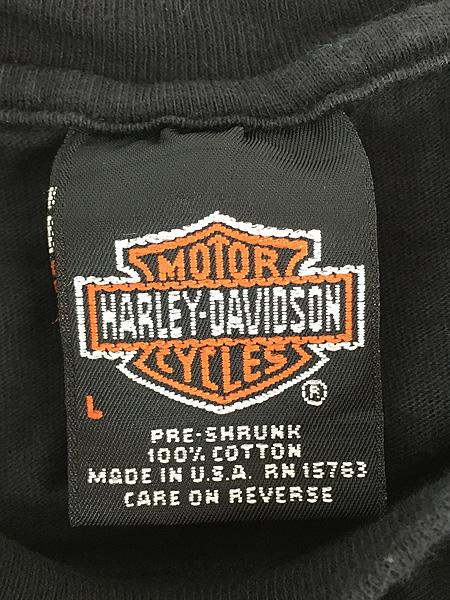 MOTOR
HARLEY-DAVIDSON
CYCLES
®
L
PRE-SHRUNK
100% COTTON
MADE IN U.S.A. RN 15763
CARE ON REVERSE